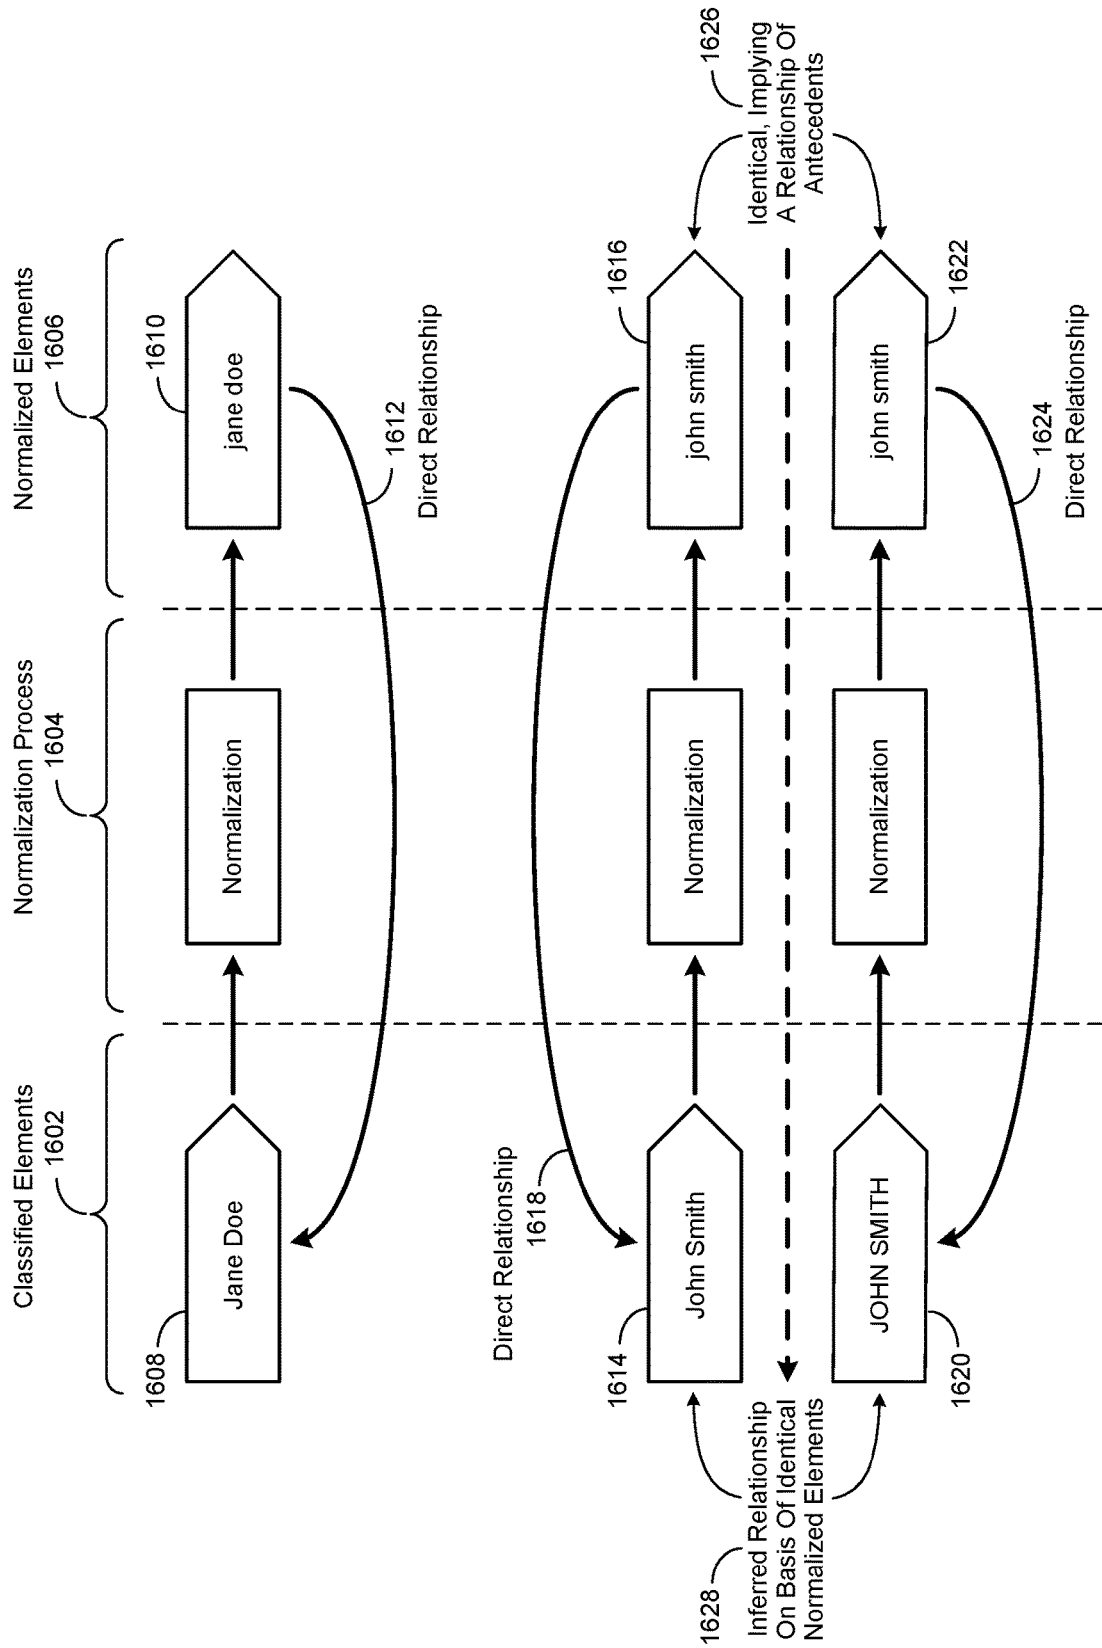 Classified Elements
1602
Normalization Process
1604
Normalized Elements
1606
1608
Jane Doe
Normalization
jane doe
1610
1612
Direct Relationship
Direct Relationship
1618
1614
John Smith
Normalization
john smith
1616
1628
Inferred Relationship
On Basis Of Identical
Normalized Elements
1626
Identical, Implying
A Relationship Of
Antecedents
JOHN SMITH
1620
Normalization
john smith
1622
1624
Direct Relationship